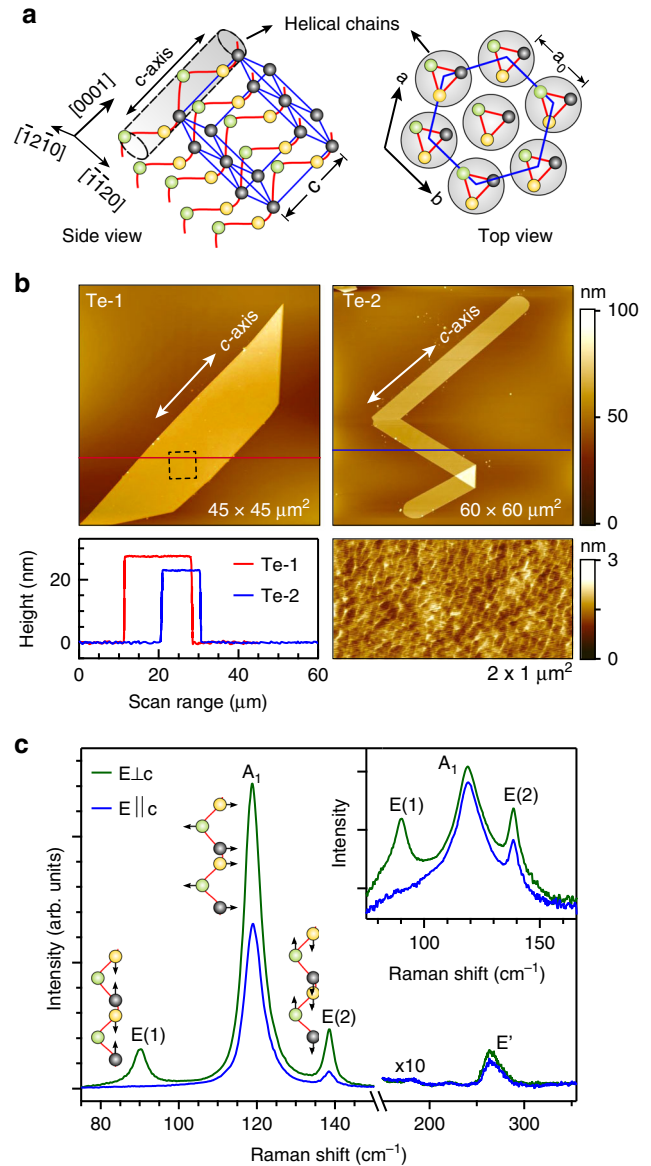 a
Helical chains
c-axis
[0001]
[1̄21̄0]
[1̄1̄20]
c
Side view
a
a₀
b
Top view
b
Te-1
c-axis
45 × 45 μm²
Te-2
c-axis
60 × 60 μm²
nm
100
50
0
Height (nm)
20
0
Te-1
Te-2
0 20 40 60
Scan range (μm)
nm
3
0
2 x 1 μm²
c
E⊥c
E||c
A₁
E(1)
E(2)
Intensity (arb. units)
80 100 120 140
Raman shift (cm⁻¹)
A₁
E(1)
E(2)
Intensity
100 150
Raman shift (cm⁻¹)
x10
E'
200 300